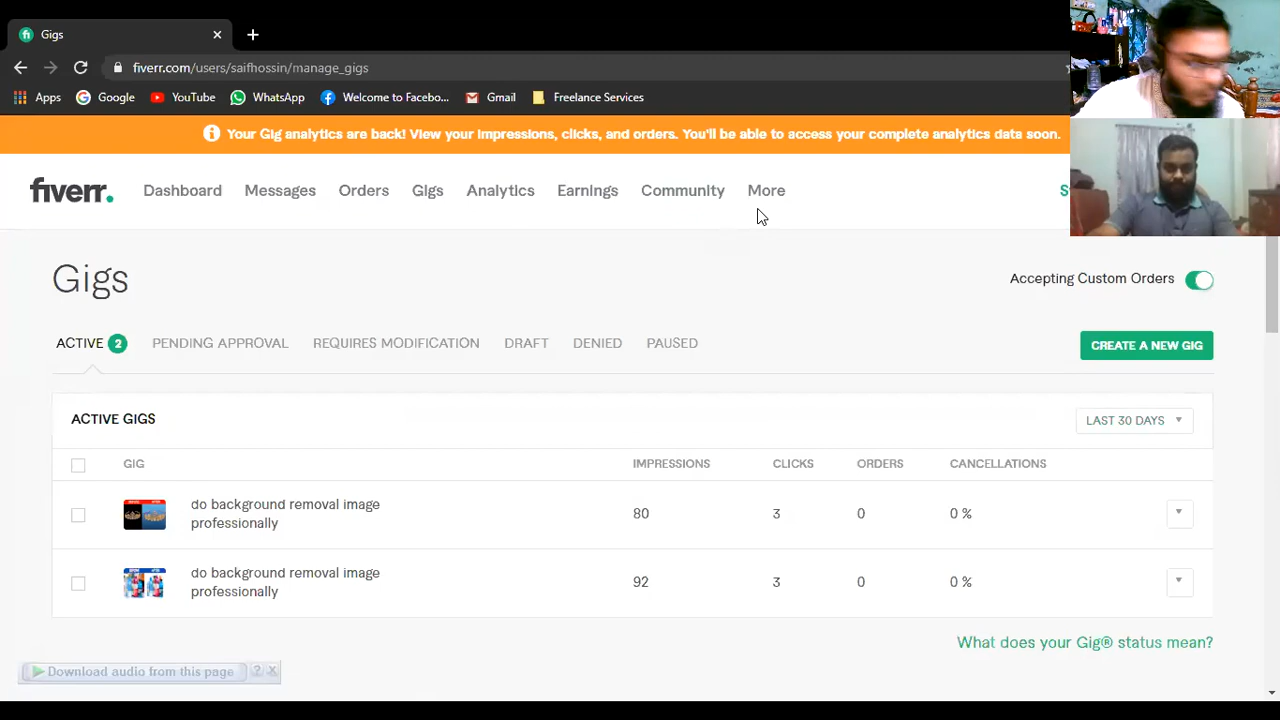 Gigs
fiverr.com/users/saifhossin/manage_gigs
Apps Google YouTube WhatsApp Welcome to Facebo... Gmail Freelance Services
Your Gig analytics are back! View your impressions, clicks, and orders. You'll be able to access your complete analytics data soon.
fiverr. Dashboard Messages Orders Gigs Analytics Earnings Community More
Gigs
Accepting Custom Orders
ACTIVE 2 PENDING APPROVAL REQUIRES MODIFICATION DRAFT DENIED PAUSED
CREATE A NEW GIG
ACTIVE GIGS
LAST 30 DAYS
GIG IMPRESSIONS CLICKS ORDERS CANCELLATIONS
do background removal image
professionally
80 3 0 0 %
do background removal image
professionally
92 3 0 0 %
What does your Gig® status mean?
Download audio from this page ? X